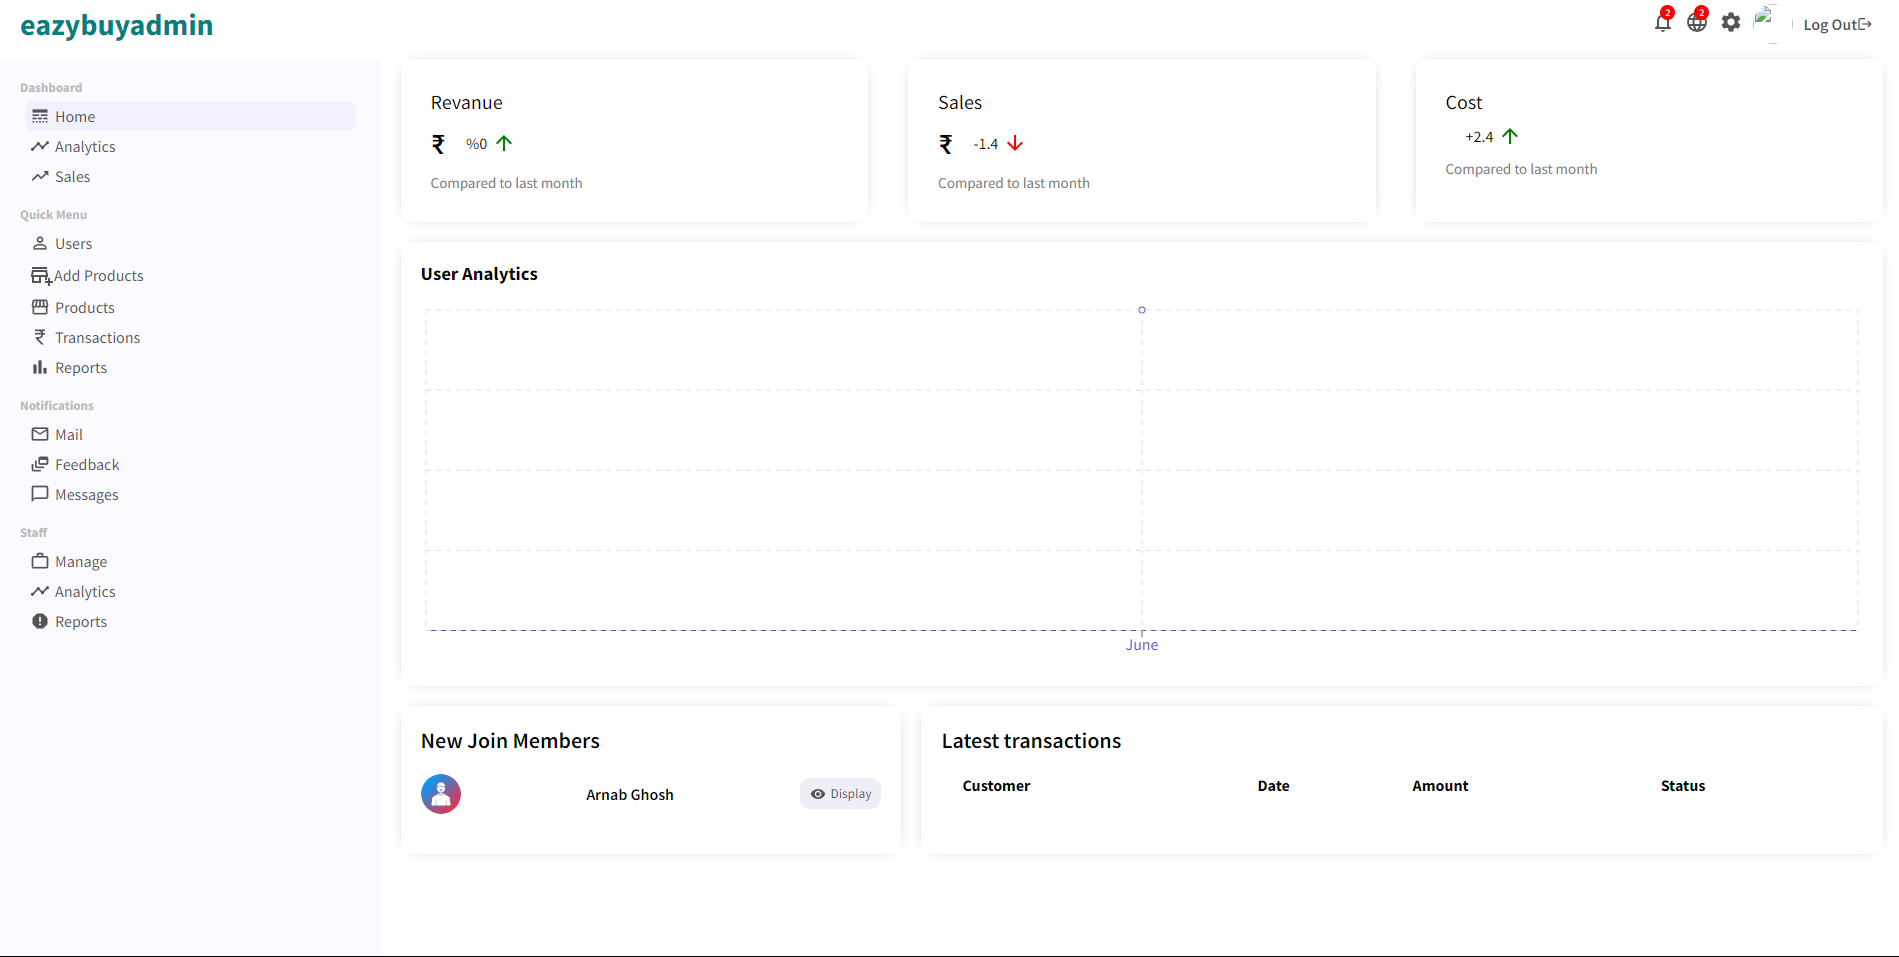 eazybuyadmin
2
2
Log Out
Dashboard
Home
Analytics
Sales
Quick Menu
Users
Add Products
Products
Transactions
Reports
Notifications
Mail
Feedback
Messages
Staff
Manage
Analytics
Reports
Revanue
₹ %0
Compared to last month
Sales
₹ -1.4
Compared to last month
Cost
+2.4
Compared to last month
User Analytics
June
New Join Members
Arnab Ghosh
Display
Latest transactions
Customer Date Amount Status